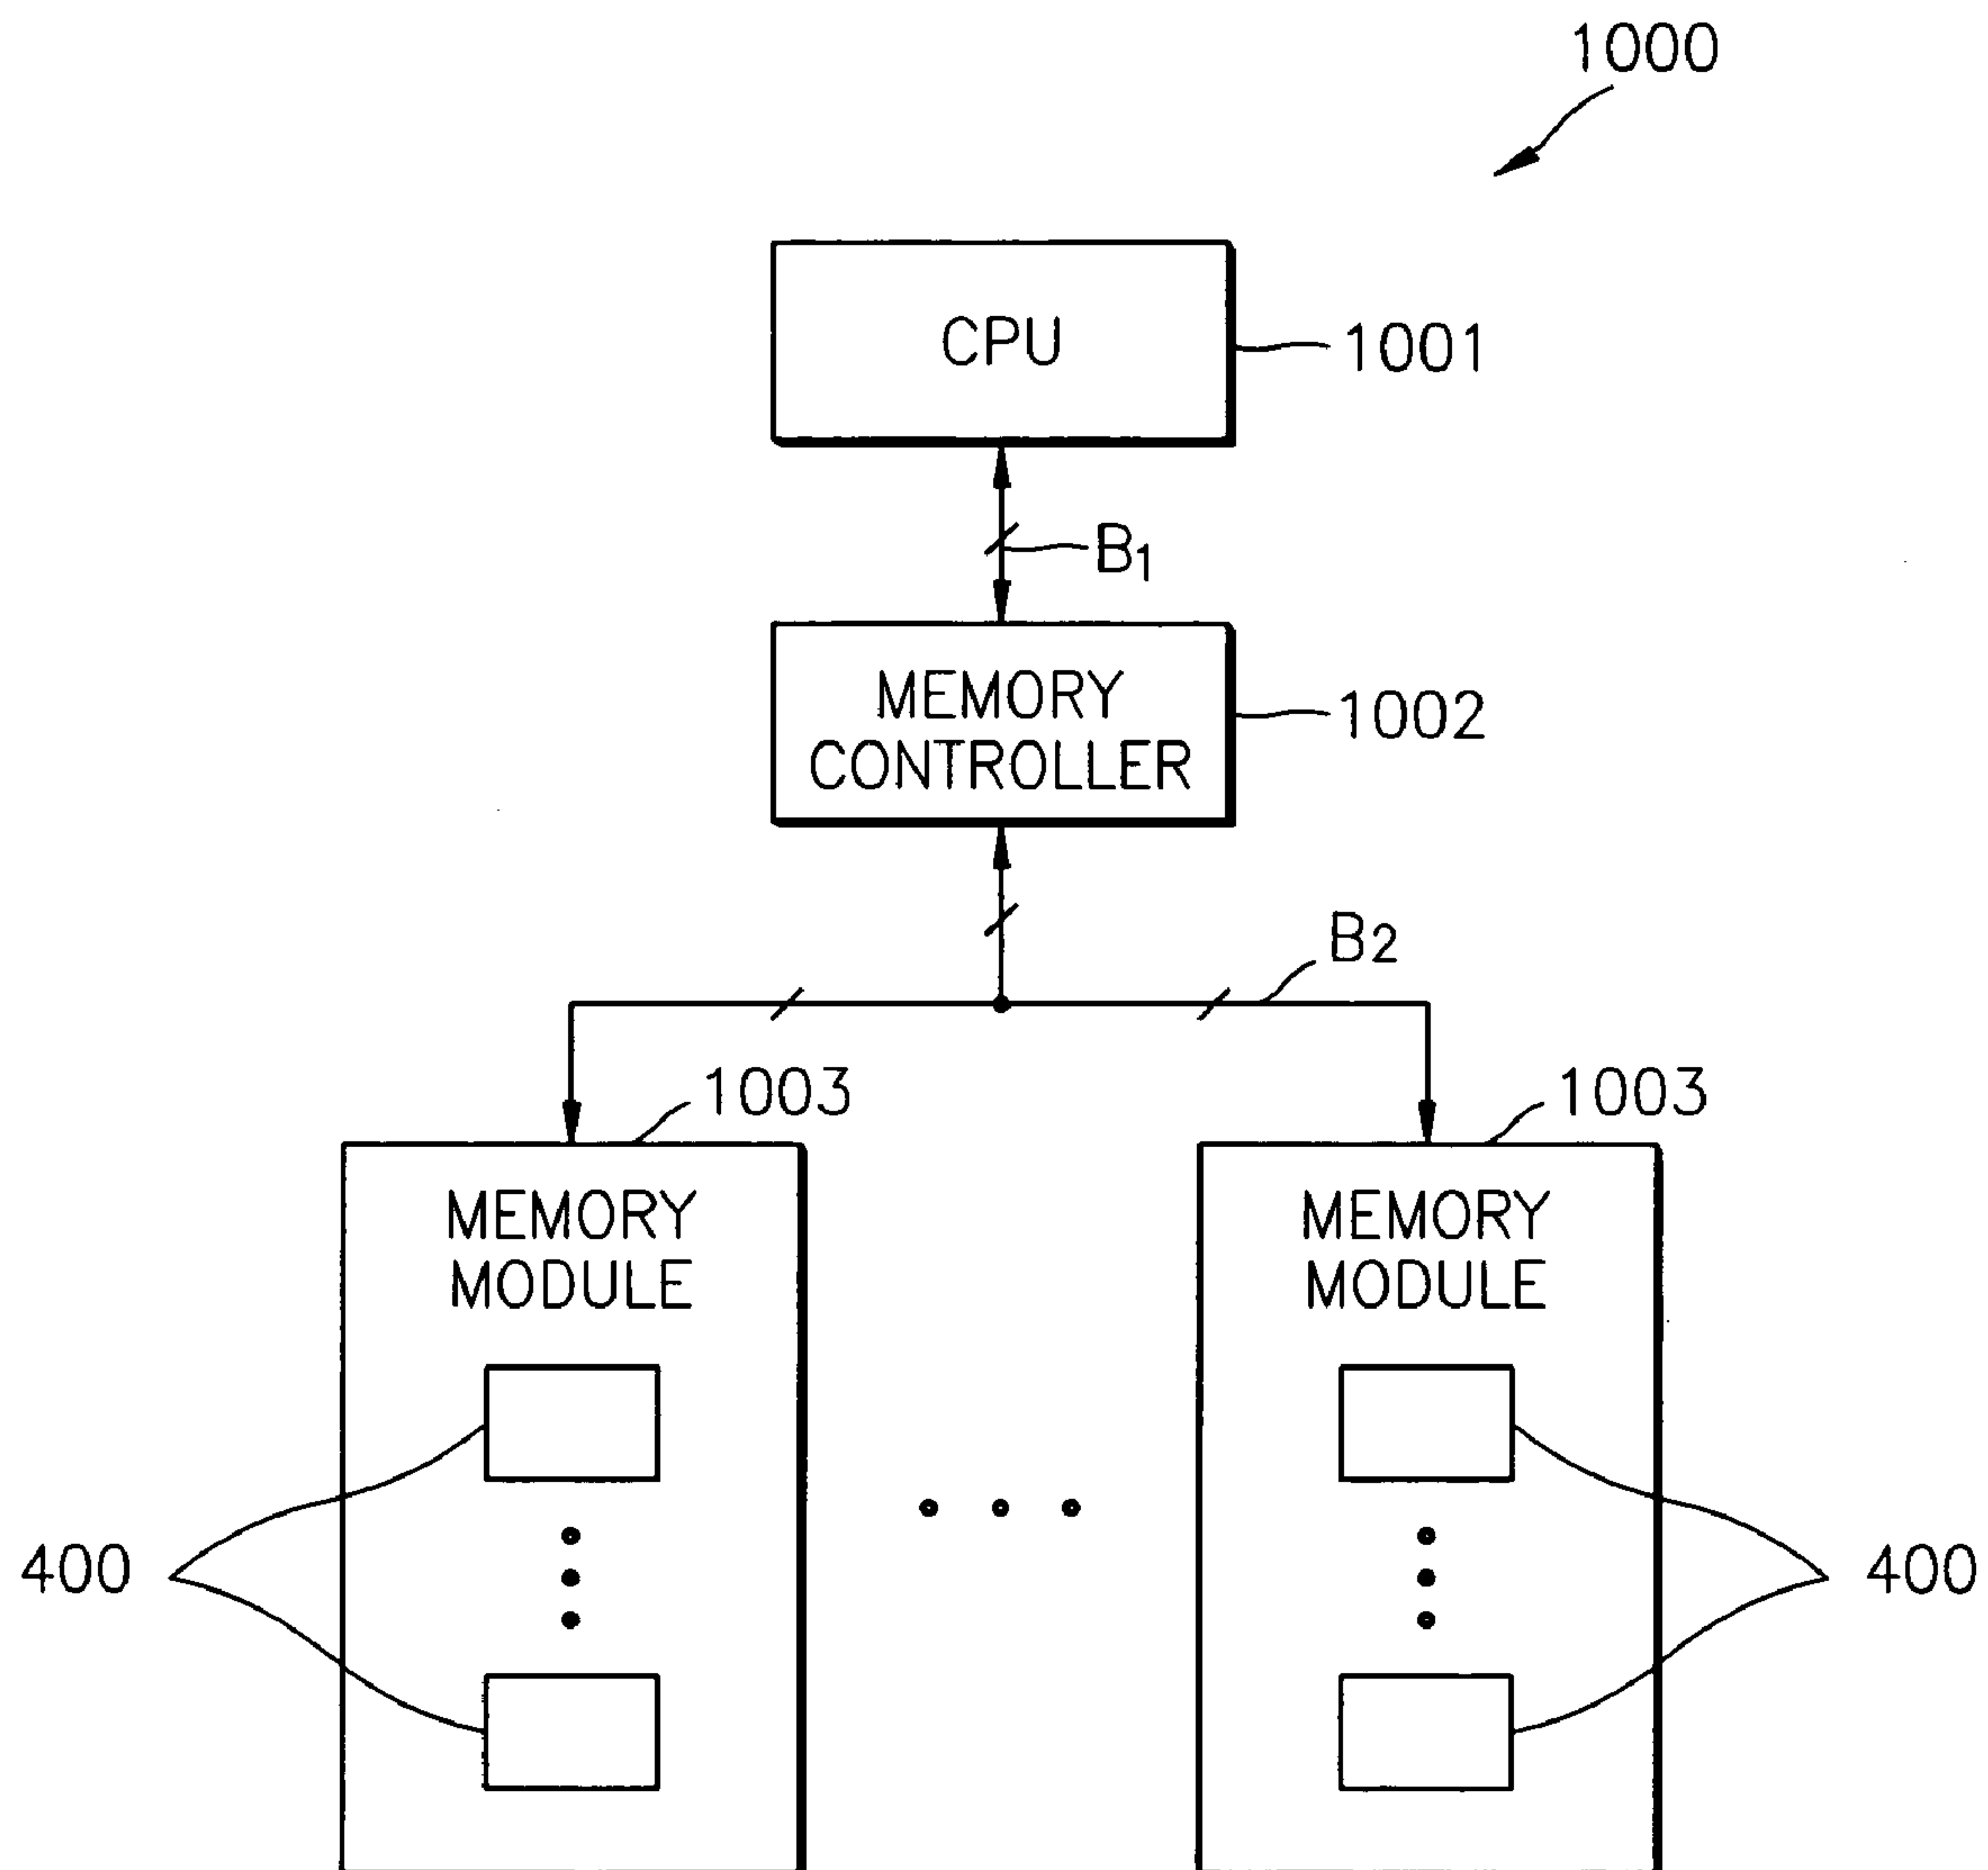 1000
CPU
1001
B1
MEMORY
CONTROLLER
1002
B2
1003
1003
MEMORY
MODULE
MEMORY
MODULE
400
400